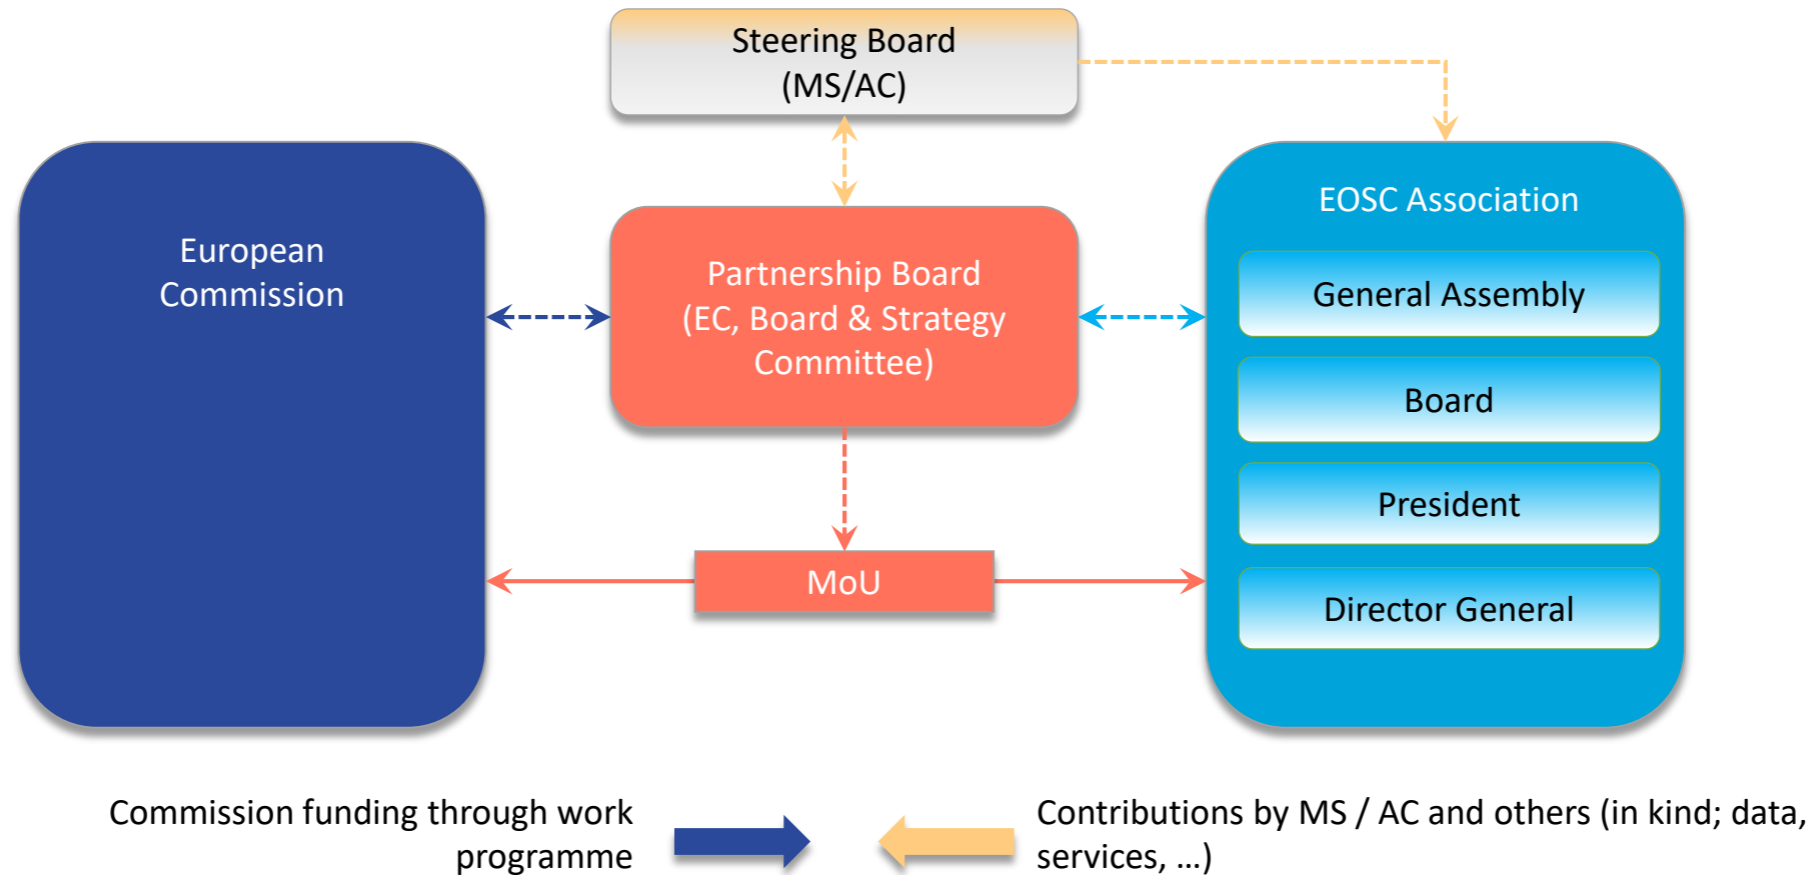 Steering Board
(MS/AC)
European
Commission
Partnership Board
(EC, Board & Strategy
Committee)
MoU
EOSC Association
General Assembly
Board
President
Director General
Commission funding through work
programme
Contributions by MS / AC and others (in kind; data,
services, …)